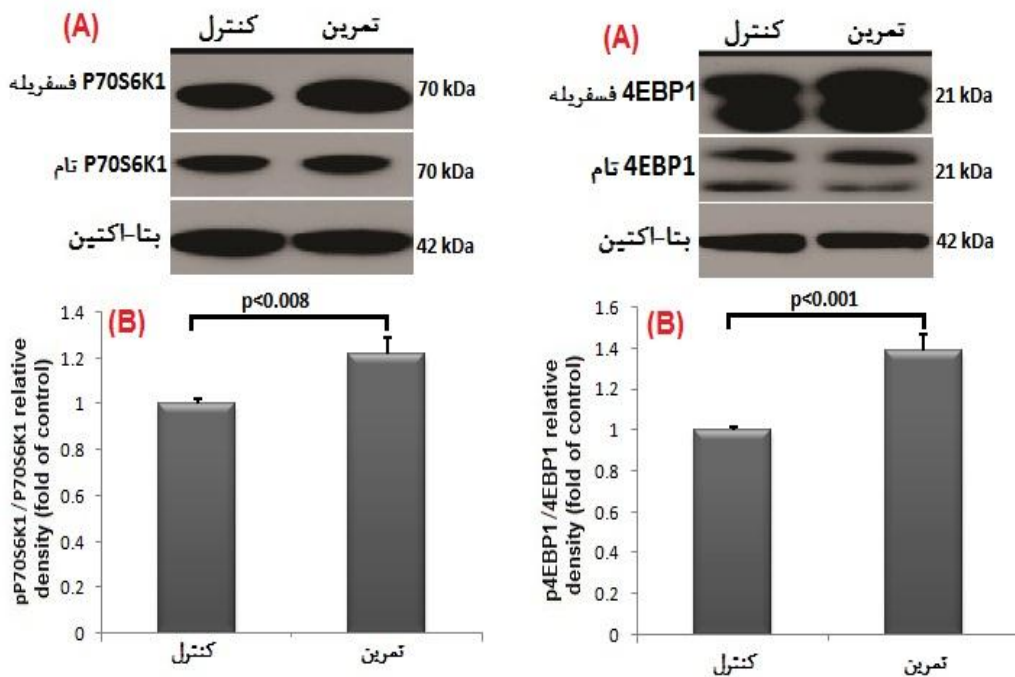 (A)
کنترل تمرین
P70S6K1 فسفریله 70 kDa
P70S6K1 تام 70 kDa
بتا-اکتین 42 kDa
(B)
p<0.008
pP70S6K1/P70S6K1 relative
density (fold of control)
1.4
1.2
1
0.8
0.6
0.4
0.2
0
کنترل تمرین
(A)
کنترل تمرین
4EBP1 فسفریله 21 kDa
4EBP1 تام 21 kDa
بتا-اکتین 42 kDa
(B)
p<0.001
p4EBP1/4EBP1 relative
density (fold of control)
1.6
1.4
1.2
1
0.8
0.6
0.4
0.2
0
کنترل تمرین